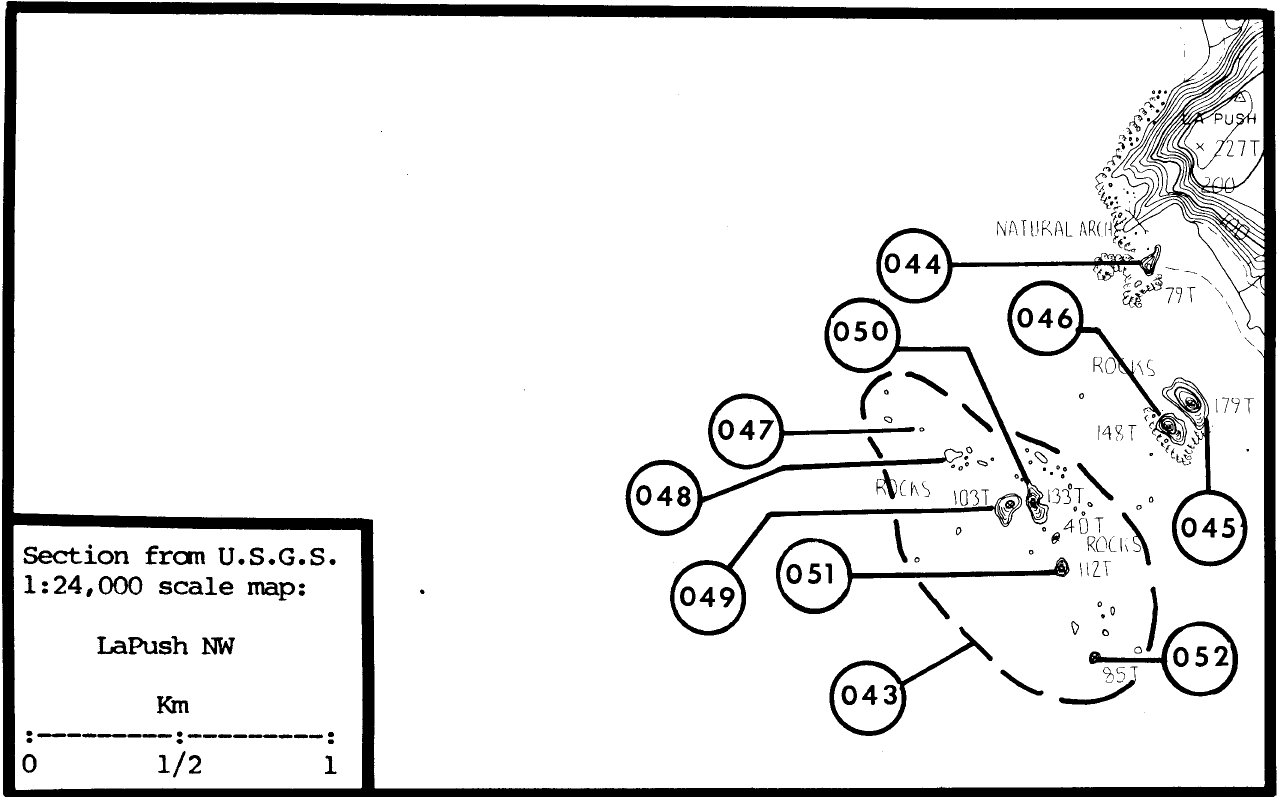 LA PUSH
× 227T
200
400
NATURAL ARCH
044
79T
046
050
ROCKS
179T
047
148T
048
ROCKS
103T
133T
045
40T
ROCKS
051
112T
049
052
85T
043
Section from U.S.G.S.
1:24,000 scale map:
LaPush NW
Km
0 1/2 1